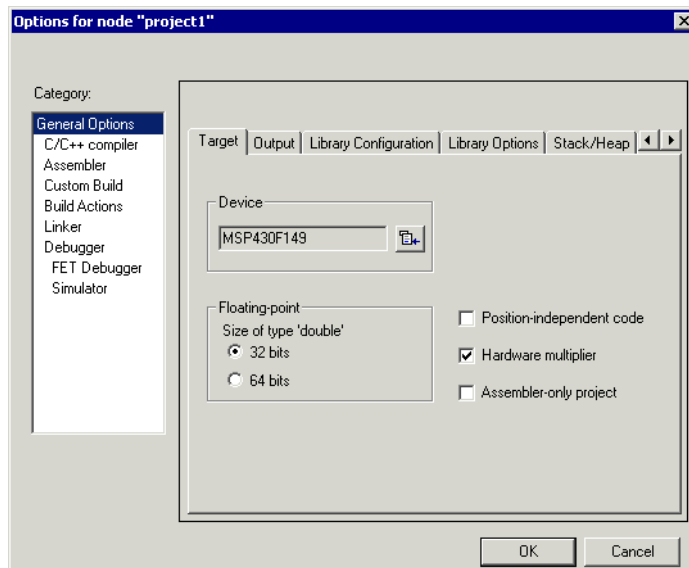 Options for node "project1"
Category:
General Options
C/C++ compiler
Assembler
Custom Build
Build Actions
Linker
Debugger
FET Debugger
Simulator
Target Output Library Configuration Library Options Stack/Heap
Device
MSP430F149
Floating-point
Size of type 'double'
32 bits
64 bits
Position-independent code
Hardware multiplier
Assembler-only project
OK Cancel